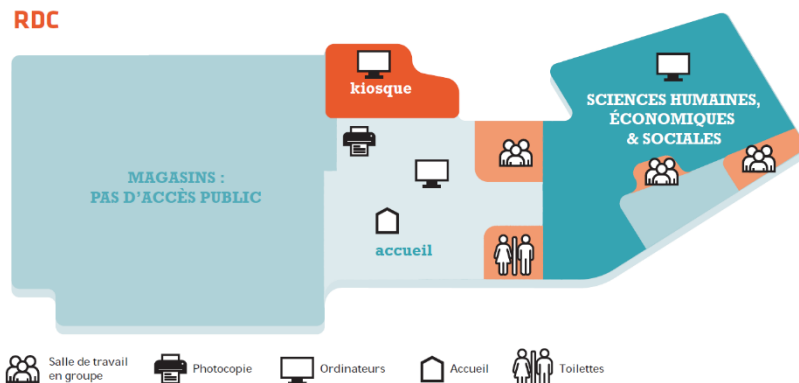 RDC
kiosque
SCIENCES HUMAINES,
ÉCONOMIQUES
& SOCIALES
MAGASINS :
PAS D'ACCÈS PUBLIC
accueil
Salle de travail
en groupe
Photocopie
Ordinateurs
Accueil
Toilettes